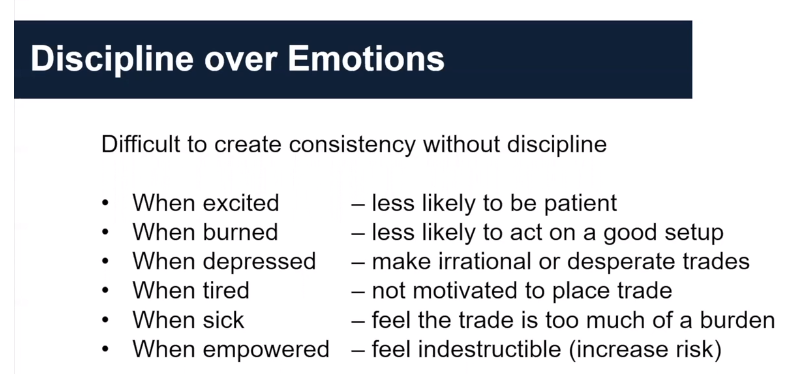 Discipline over Emotions
Difficult to create consistency without discipline
• When excited – less likely to be patient
• When burned – less likely to act on a good setup
• When depressed – make irrational or desperate trades
• When tired – not motivated to place trade
• When sick – feel the trade is too much of a burden
• When empowered – feel indestructible (increase risk)